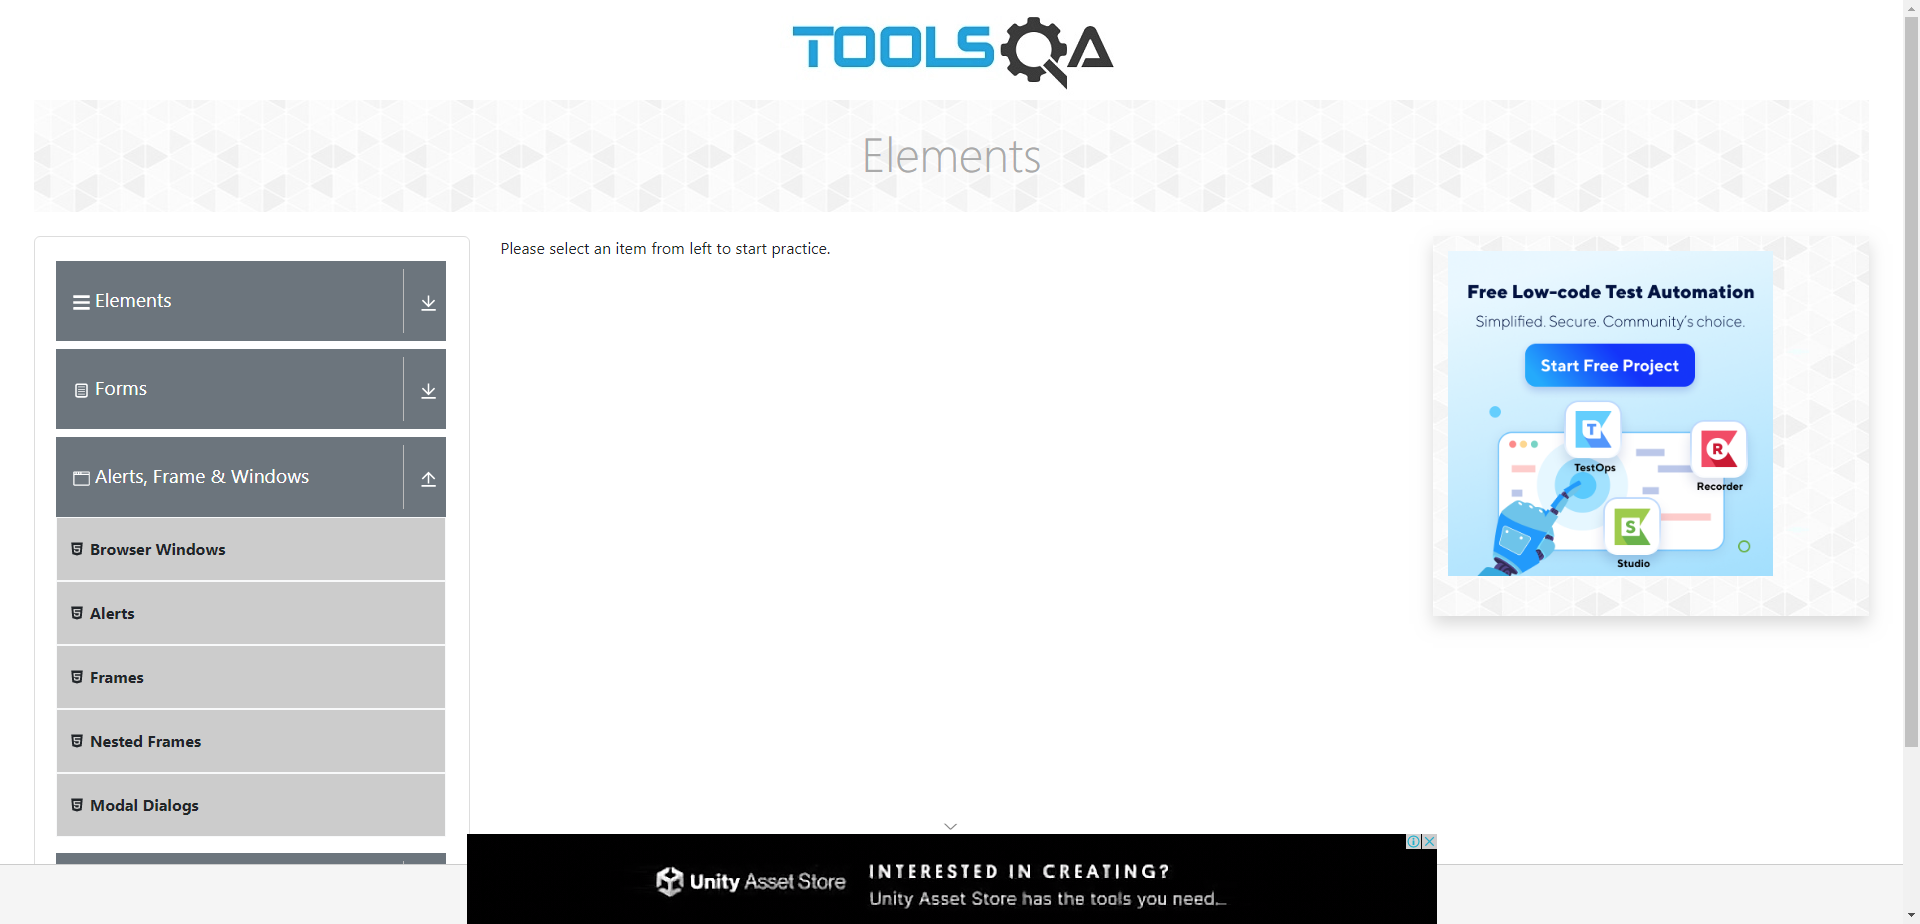 TOOLSQA
Elements
Elements
Forms
Alerts, Frame & Windows
Browser Windows
Alerts
Frames
Nested Frames
Modal Dialogs
Please select an item from left to start practice.
Free Low-code Test Automation
Simplified. Secure. Community's choice.
Start Free Project
T
TestOps
R
Recorder
S
Studio
Unity Asset Store
INTERESTED IN CREATING?
Unity Asset Store has the tools you need...